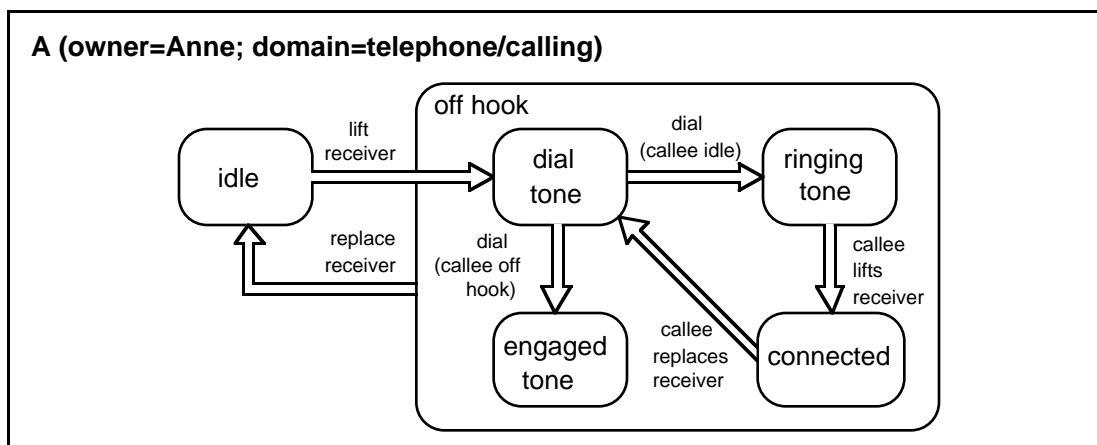 A (owner=Anne; domain=telephone/calling)
off hook
lift
receiver
dial
(callee idle)
idle
dial
tone
ringing
tone
replace
receiver
dial
(callee off
hook)
callee
lifts
receiver
engaged
tone
callee
replaces
receiver
connected